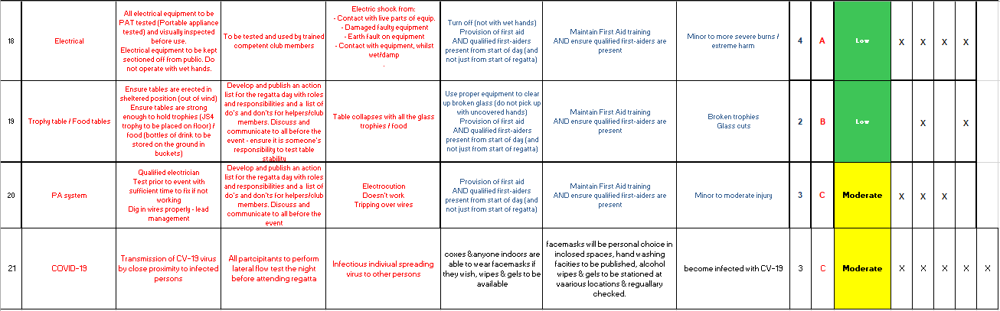 18
Electrical
All electrical equipment to be
PAT tested (Portable appliance
tested) and visually inspected
before use.
Electrical equipment to be kept
sectioned off from public. Do
not operate with wet hands.
To be tested and used by trained
competent club members
Electric shock from:
- Contact with live parts of equip.
- Damaged faulty equipment
- Earth fault on equipment
- Contact with equipment, whilst
wet/damp
.
Turn off (not with wet hands)
Provision of first aid
AND qualified first-aiders
present from start of day (and
not just from start of regatta)
Maintain First Aid training
AND ensure qualified first-aiders are
present
Minor to more severe burns /
extreme harm
4
A
Low
X
X
X
X
19
Trophy table / Food tables
Ensure tables are erected in
sheltered position (out of wind)
Ensure tables are strong
enough to hold trophies (JS4
trophy to be placed on floor) /
food (bottles of drink to be
stored on the ground in
buckets)
Develop and publish an action
list for the regatta day with roles
and responsibilities and a list of
do's and don'ts for helpers/club
members. Discuss and
communicate to all before the
event - ensure it is someone's
responsibility to test table
stability
Table collapses with all the glass
trophies / food
Use proper equipment to clear
up broken glass (do not pick up
with uncovered hands)
Provision of first aid
AND qualified first-aiders
present from start of day (and
not just from start of regatta)
Maintain First Aid training
AND ensure qualified first-aiders are
present
Broken trophies
Glass cuts
2
B
Low
X
X
20
PA system
Qualified electrician
Test prior to event with
sufficient time to fix if not
working
Dig in wires properly - lead
management
Develop and publish an action
list for the regatta day with roles
and responsibilities and a list of
do's and don'ts for helpers/club
members. Discuss and
communicate to all before the
event
Electrocution
Doesn't work
Tripping over wires
Provision of first aid
AND qualified first-aiders
present from start of day (and
not just from start of regatta)
Maintain First Aid training
AND ensure qualified first-aiders are
present
Minor to moderate injury
3
C
Moderate
X
X
X
21
COVID-19
Transmission of CV-19 virus
by close proximity to infected
persons
All partcipitants to perform
lateral flow test the night
before attending regatta
Infectious indiviual spreading
virus to other persons
coxes &anyone indoors are
able to wear facemasks if
they wish, wipes & gels to be
available
facemasks will be personal choice in
inclosed spaces, hand washing
facities to be published, alcohol
wipes & gels to be stationed at
vaarious locations & reguallary
checked.
become infected with CV-19
3
C
Moderate
X
X
X
X
X